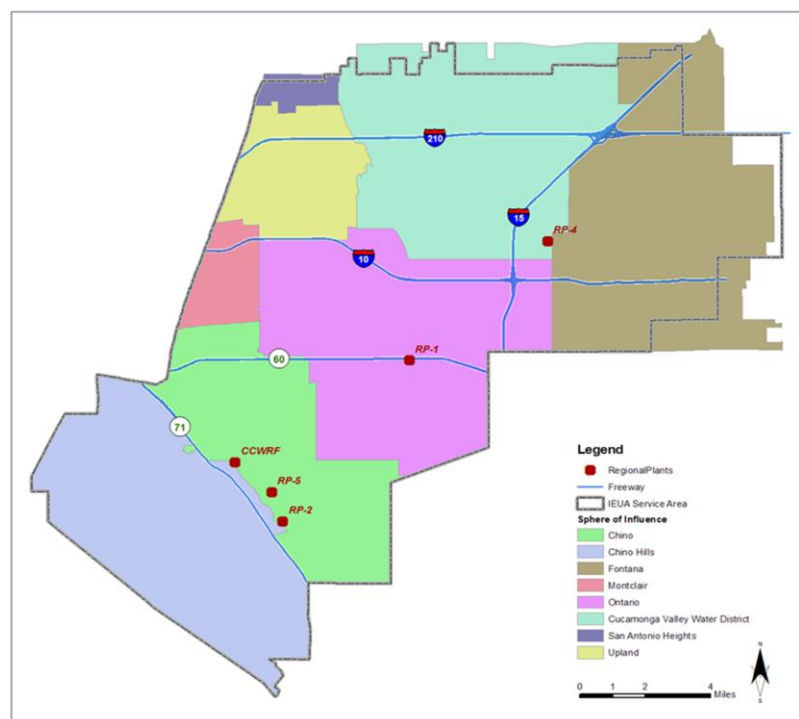 210
15
RP-4
10
60
RP-1
71
CCWRF
RP-5
RP-2
Legend
RegionalPlants
Freeway
IEUA Service Area
Sphere of Influence
Chino
Chino Hills
Fontana
Montclair
Ontario
Cucamonga Valley Water District
San Antonio Heights
Upland
N
S
0 1 2 4
Miles